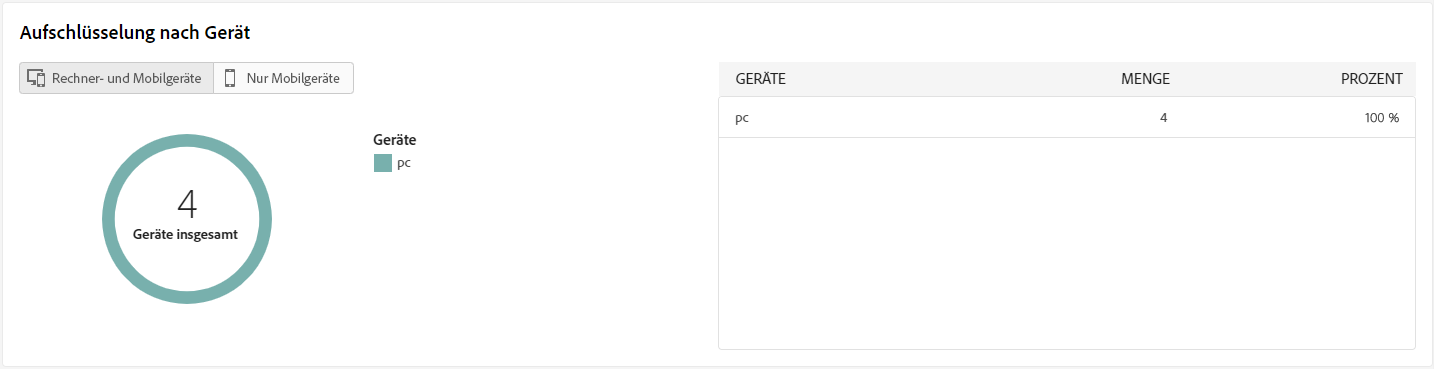 Aufschlüsselung nach Gerät
Rechner- und Mobilgeräte Nur Mobilgeräte
4
Geräte insgesamt
Geräte
pc
GERÄTE MENGE PROZENT
pc 4 100 %